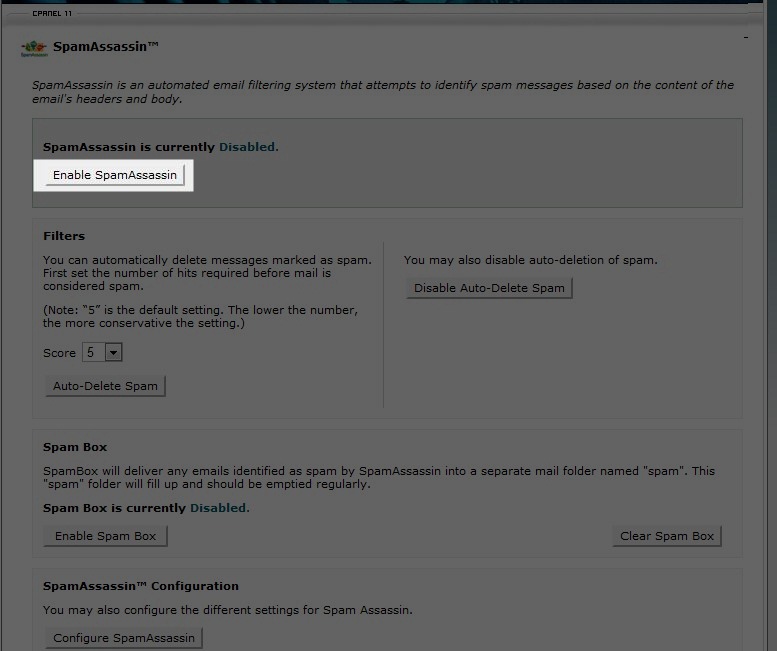 CPANEL 11
SpamAssassin™
-
SpamAssassin is an automated email filtering system that attempts to identify spam messages based on the content of the
email's headers and body.
SpamAssassin is currently Disabled.
Enable SpamAssassin
Filters
You can automatically delete messages marked as spam.
First set the number of hits required before mail is
considered spam.
(Note: “5” is the default setting. The lower the number,
the more conservative the setting.)
Score 5
Auto-Delete Spam
You may also disable auto-deletion of spam.
Disable Auto-Delete Spam
Spam Box
SpamBox will deliver any emails identified as spam by SpamAssassin into a separate mail folder named "spam". This
"spam" folder will fill up and should be emptied regularly.
Spam Box is currently Disabled.
Enable Spam Box
Clear Spam Box
SpamAssassin™ Configuration
You may also configure the different settings for Spam Assassin.
Configure SpamAssassin